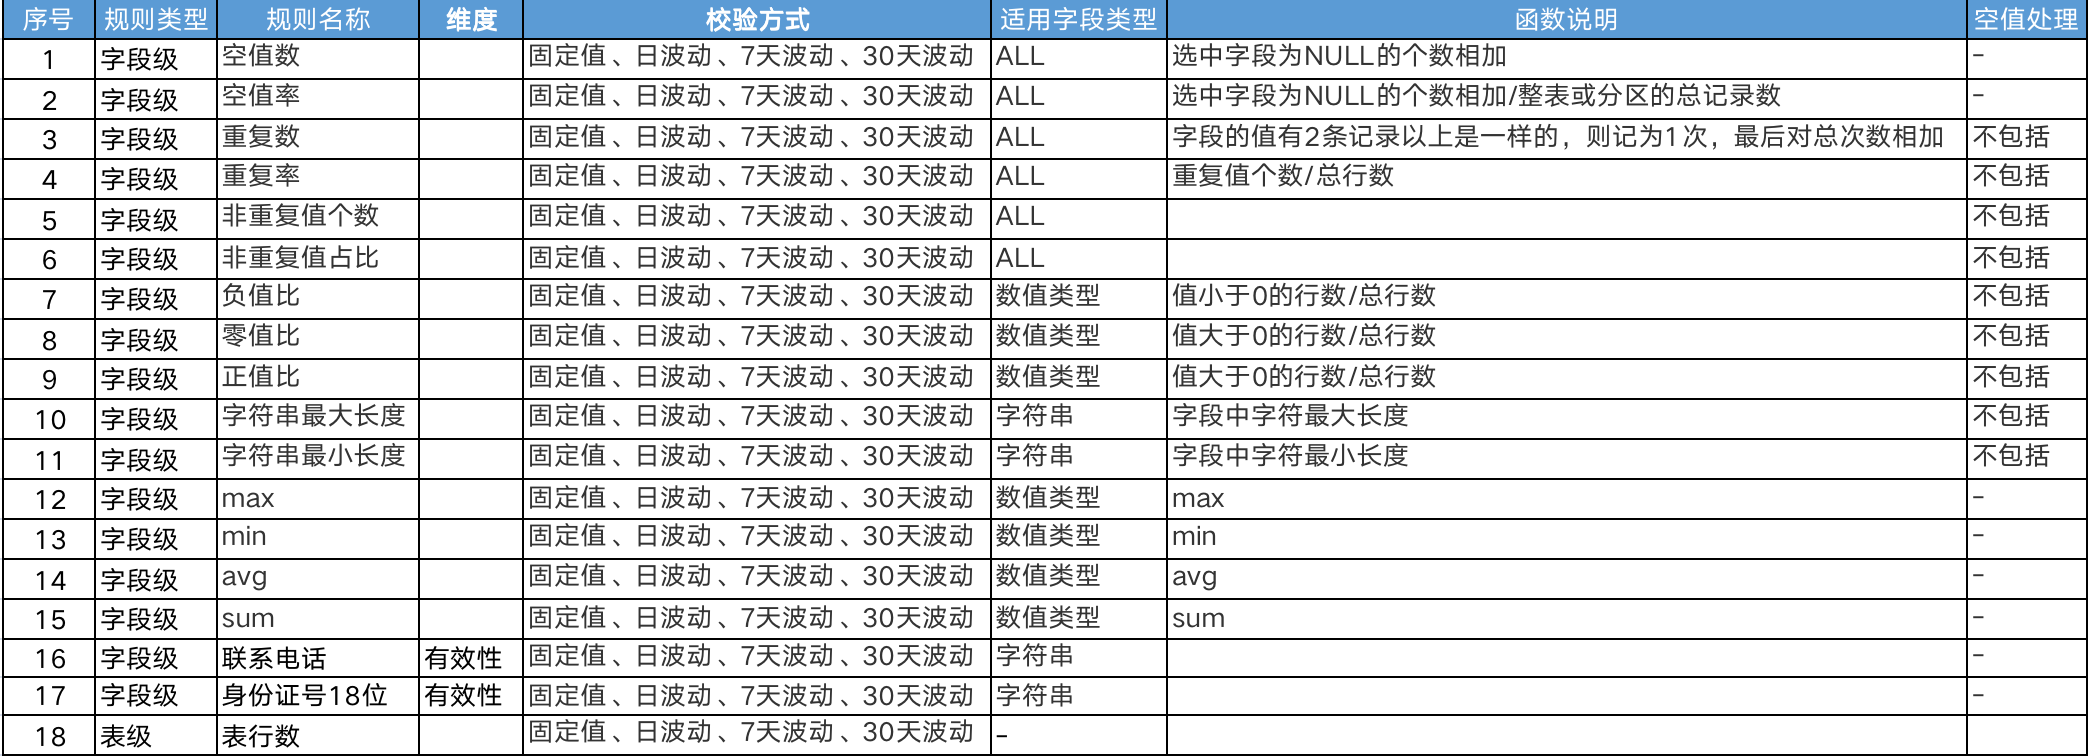 序号 规则类型 规则名称 维度 校验方式 适用字段类型 函数说明 空值处理
1 字段级 空值数 固定值、日波动、7天波动、30天波动 ALL 选中字段为NULL的个数相加 -
2 字段级 空值率 固定值、日波动、7天波动、30天波动 ALL 选中字段为NULL的个数相加/整表或分区的总记录数 -
3 字段级 重复数 固定值、日波动、7天波动、30天波动 ALL 字段的值有2条记录以上是一样的，则记为1次，最后对总次数相加 不包括
4 字段级 重复率 固定值、日波动、7天波动、30天波动 ALL 重复值个数/总行数 不包括
5 字段级 非重复值个数 固定值、日波动、7天波动、30天波动 ALL 不包括
6 字段级 非重复值占比 固定值、日波动、7天波动、30天波动 ALL 不包括
7 字段级 负值比 固定值、日波动、7天波动、30天波动 数值类型 值小于0的行数/总行数 不包括
8 字段级 零值比 固定值、日波动、7天波动、30天波动 数值类型 值大于0的行数/总行数 不包括
9 字段级 正值比 固定值、日波动、7天波动、30天波动 数值类型 值大于0的行数/总行数 不包括
10 字段级 字符串最大长度 固定值、日波动、7天波动、30天波动 字符串 字段中字符最大长度 不包括
11 字段级 字符串最小长度 固定值、日波动、7天波动、30天波动 字符串 字段中字符最小长度 不包括
12 字段级 max 固定值、日波动、7天波动、30天波动 数值类型 max -
13 字段级 min 固定值、日波动、7天波动、30天波动 数值类型 min -
14 字段级 avg 固定值、日波动、7天波动、30天波动 数值类型 avg -
15 字段级 sum 固定值、日波动、7天波动、30天波动 数值类型 sum -
16 字段级 联系电话 有效性 固定值、日波动、7天波动、30天波动 字符串 -
17 字段级 身份证号18位 有效性 固定值、日波动、7天波动、30天波动 字符串 -
18 表级 表行数 固定值、日波动、7天波动、30天波动 -